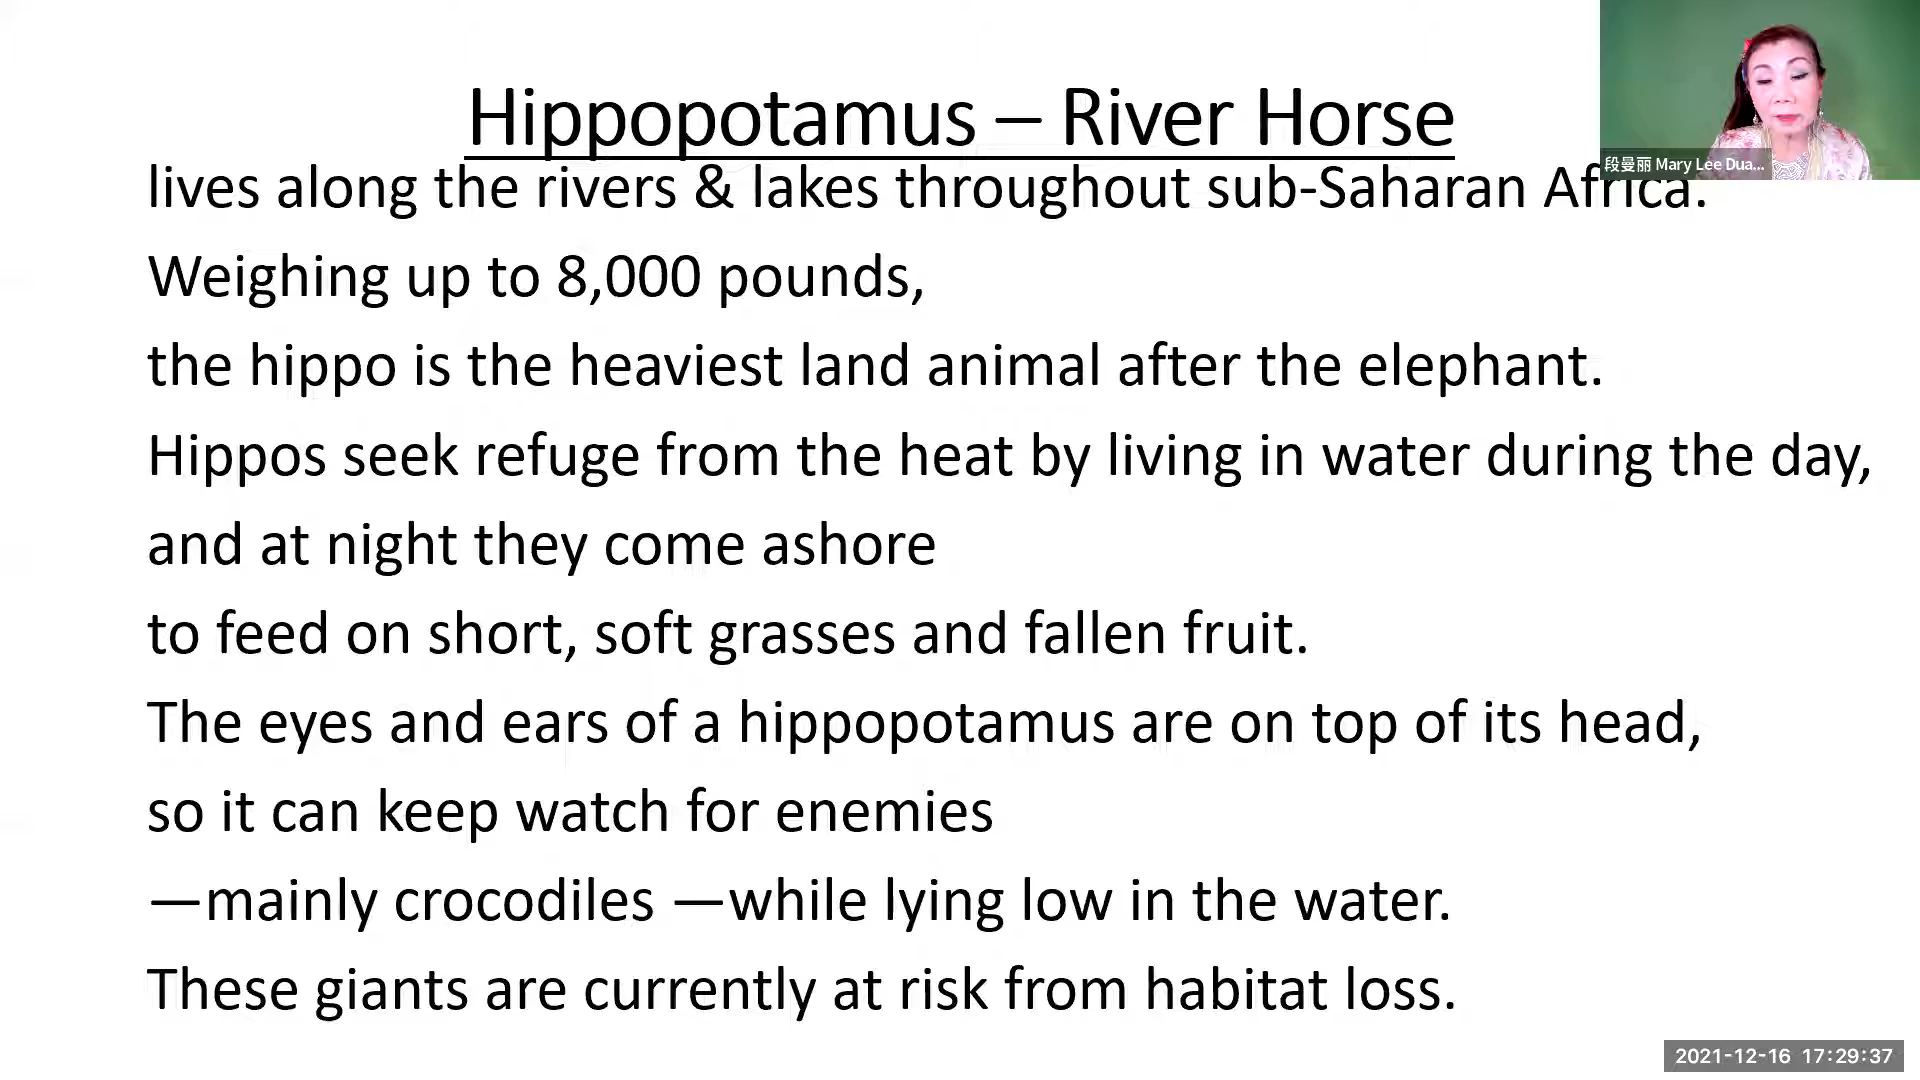 Hippopotamus – River Horse
段曼丽 Mary Lee Dua...
lives along the rivers & lakes throughout sub-Saharan Africa.
Weighing up to 8,000 pounds,
the hippo is the heaviest land animal after the elephant.
Hippos seek refuge from the heat by living in water during the day,
and at night they come ashore
to feed on short, soft grasses and fallen fruit.
The eyes and ears of a hippopotamus are on top of its head,
so it can keep watch for enemies
—mainly crocodiles —while lying low in the water.
These giants are currently at risk from habitat loss.
2021-12-16 17:29:37